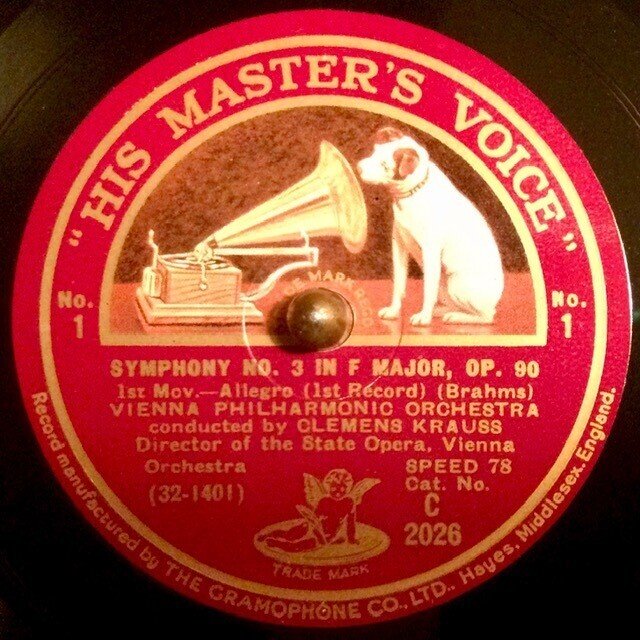 "HIS MASTER'S VOICE"
No. 1
No. 1
SYMPHONY NO. 3 IN F MAJOR, OP. 90
1st Mov.—Allegro (1st Record) (Brahms)
VIENNA PHILHARMONIC ORCHESTRA
conducted by CLEMENS KRAUSS
Director of the State Opera, Vienna
Orchestra
SPEED 78
(32-1401)
Cat. No.
C
2026
TRADE MARK
Record manufactured by THE GRAMOPHONE CO., LTD., Hayes, Middlesex, England.